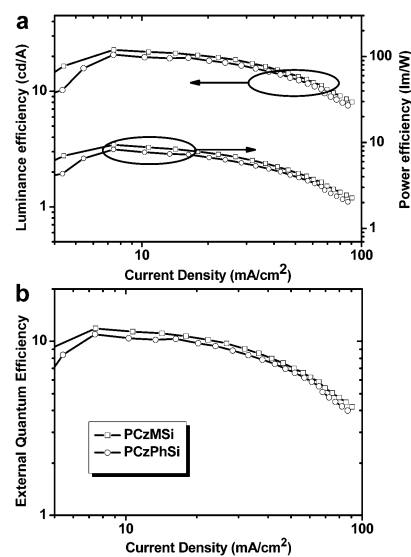 a
Luminance efficiency (cd/A)
10
1
100
10
1
Power efficiency (lm/W)
10
100
Current Density (mA/cm²)
b
External Quantum Efficiency
10
1
PCzMSi
PCzPhSi
10
100
Current Density (mA/cm²)